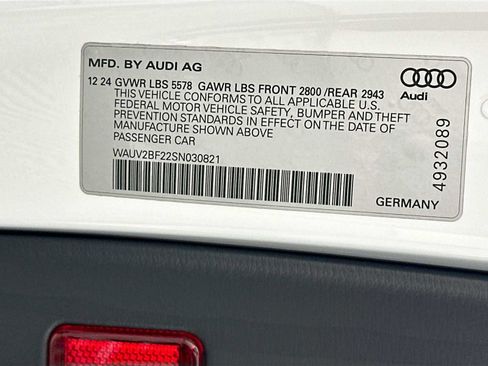 MFD. BY AUDI AG
12 24 GVWR LBS 5578 GAWR LBS FRONT 2800 /REAR 2943
THIS VEHICLE CONFORMS TO ALL APPLICABLE U.S.
FEDERAL MOTOR VEHICLE SAFETY, BUMPER AND THEFT
PREVENTION STANDARDS IN EFFECT ON THE DATE OF
MANUFACTURE SHOWN ABOVE
PASSENGER CAR
WAUV2BF22SN030821
Audi
4932089
GERMANY